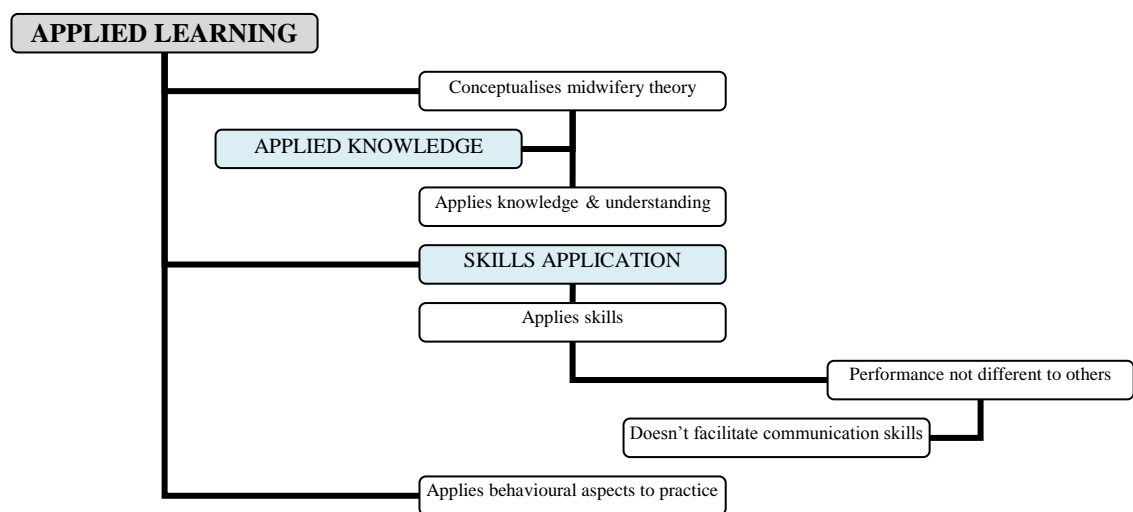 APPLIED LEARNING
Conceptualises midwifery theory
APPLIED KNOWLEDGE
Applies knowledge & understanding
SKILLS APPLICATION
Applies skills
Performance not different to others
Doesn’t facilitate communication skills
Applies behavioural aspects to practice